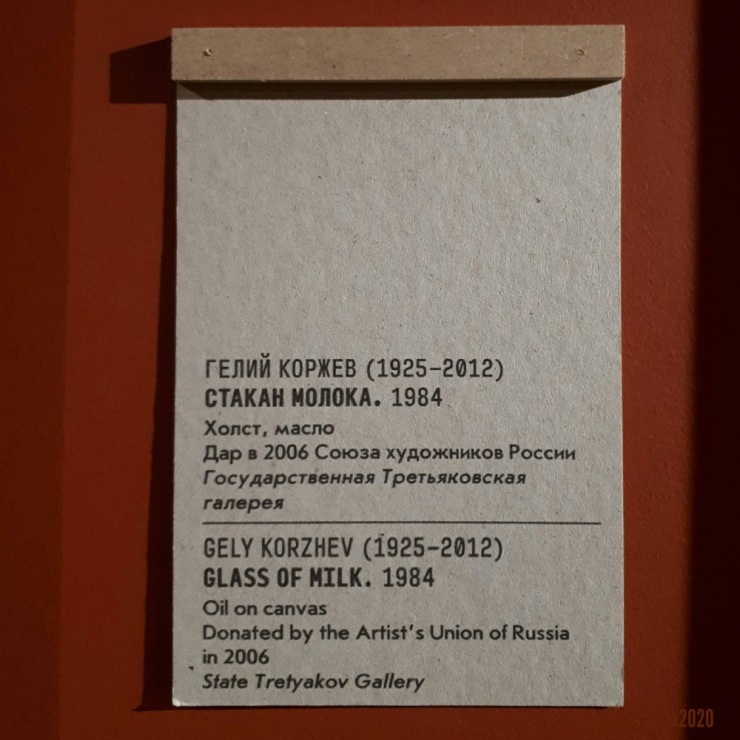 ГЕЛИЙ КОРЖЕВ (1925–2012)
СТАКАН МОЛОКА. 1984
Холст, масло
Дар в 2006 Союза художников России
Государственная Третьяковская
галерея
GELY KORZHEV (1925–2012)
GLASS OF MILK. 1984
Oil on canvas
Donated by the Artist's Union of Russia
in 2006
State Tretyakov Gallery
2020